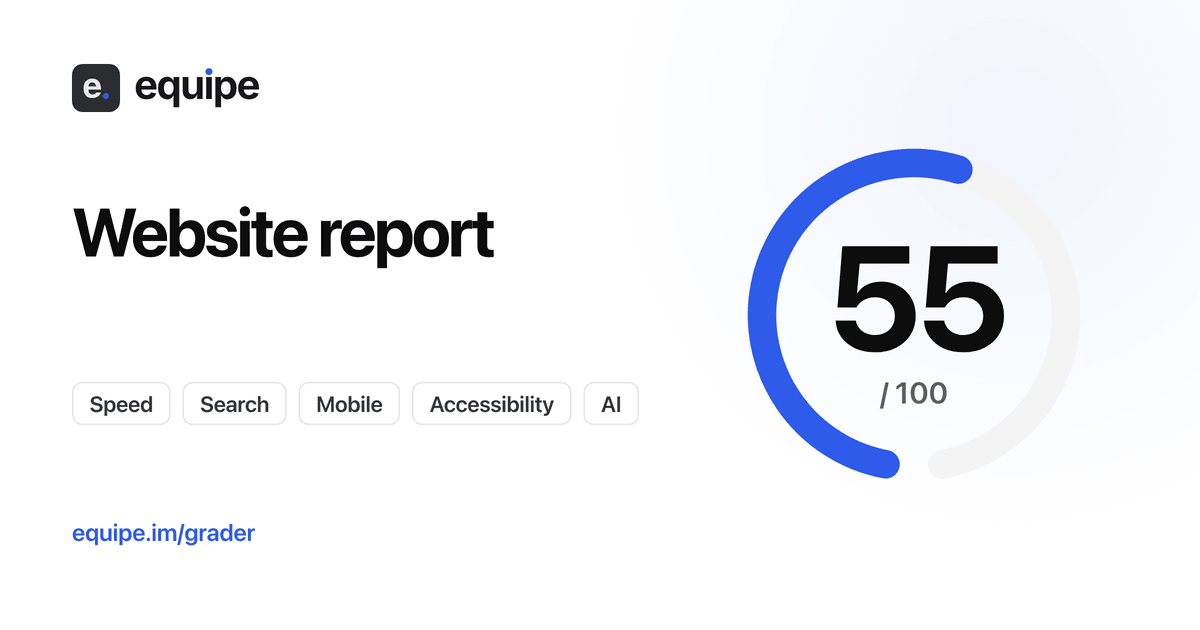 e. equipe
Website report
55
/ 100
Speed Search Mobile Accessibility AI
equipe.im/grader